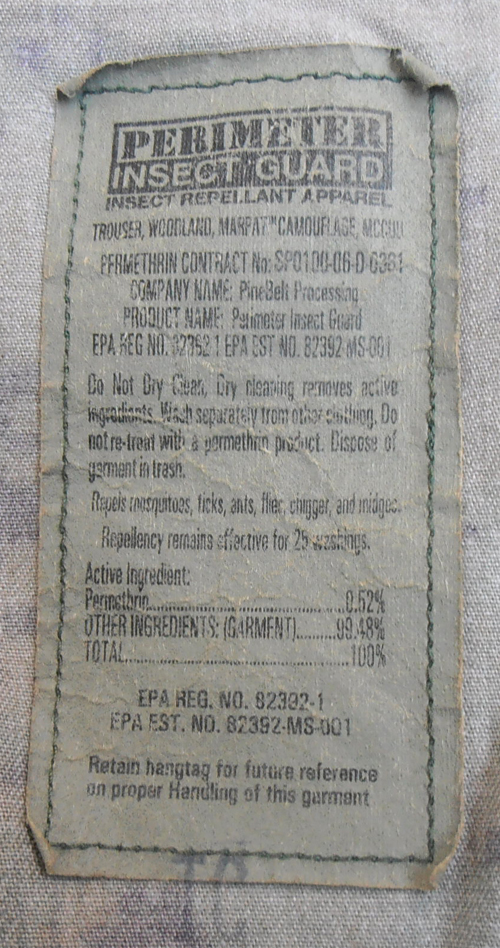 PERIMETER
INSECT GUARD
INSECT REPELLANT APPAREL
TROUSER, WOODLAND, MARPAT™ CAMOUFLAGE, MCCUU
PERMETHRIN CONTRACT No: SP0100-06-D-0381
COMPANY NAME: PineBelt Processing
PRODUCT NAME: Perimeter Insect Guard
EPA REG NO. 82392 1 EPA EST NO. 82392-MS-001
Do Not Dry Clean, Dry cleaning removes active
ingredients. Wash separately from other clothing. Do
not re-treat with a permethrin product. Dispose of
garment in trash.
Repels mosquitoes, ticks, ants, flies, chigger, and midges.
Repellency remains effective for 25 washings.
Active Ingredient:
Permethrin...0.52%
OTHER INGREDIENTS: (GARMENT)...99.48%
TOTAL...100%
EPA REG. NO. 82392-1
EPA EST. NO. 82392-MS-001
Retain hangtag for future reference
on proper Handling of this garment